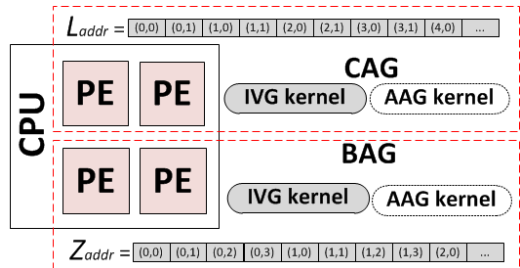 Laddr = (0,0) (0,1) (1,0) (1,1) (2,0) (2,1) (3,0) (3,1) (4,0) ...
CAG
PE PE IVG kernel AAG kernel
CPU
BAG
PE PE IVG kernel AAG kernel
Zaddr = (0,0) (0,1) (0,2) (0,3) (1,0) (1,1) (1,2) (1,3) (2,0) ...